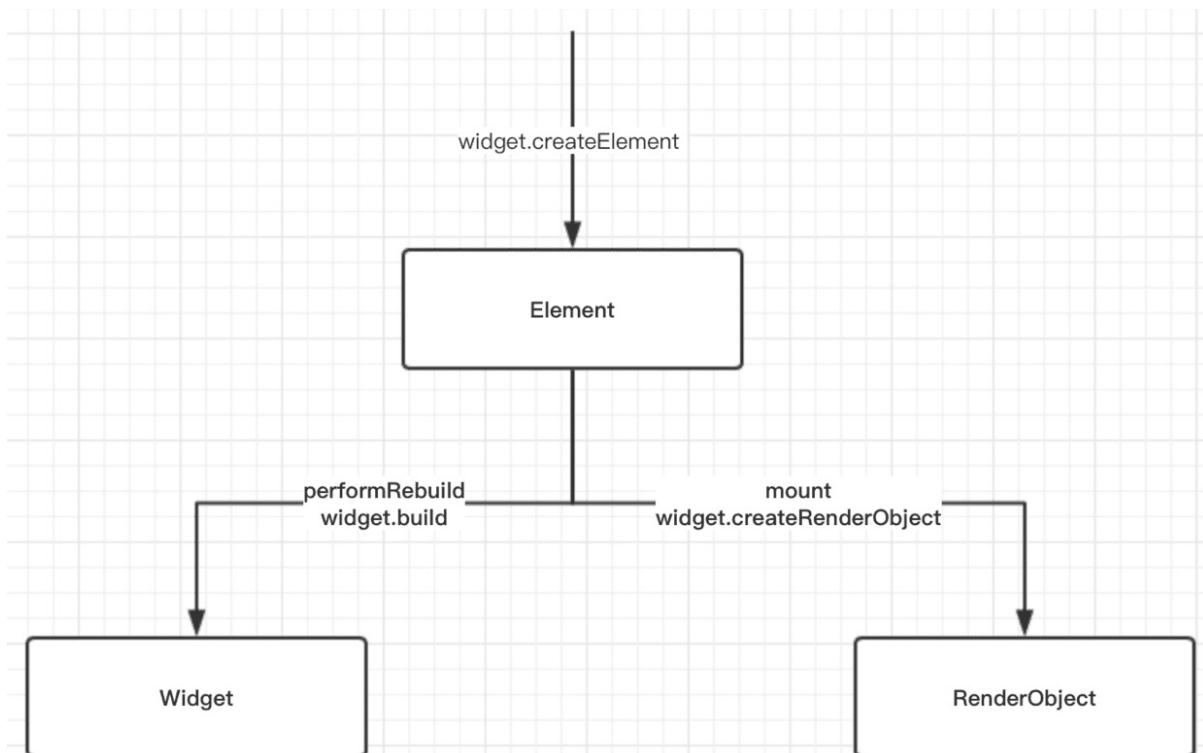 widget.createElement
Element
performRebuild
widget.build
mount
widget.createRenderObject
Widget
RenderObject